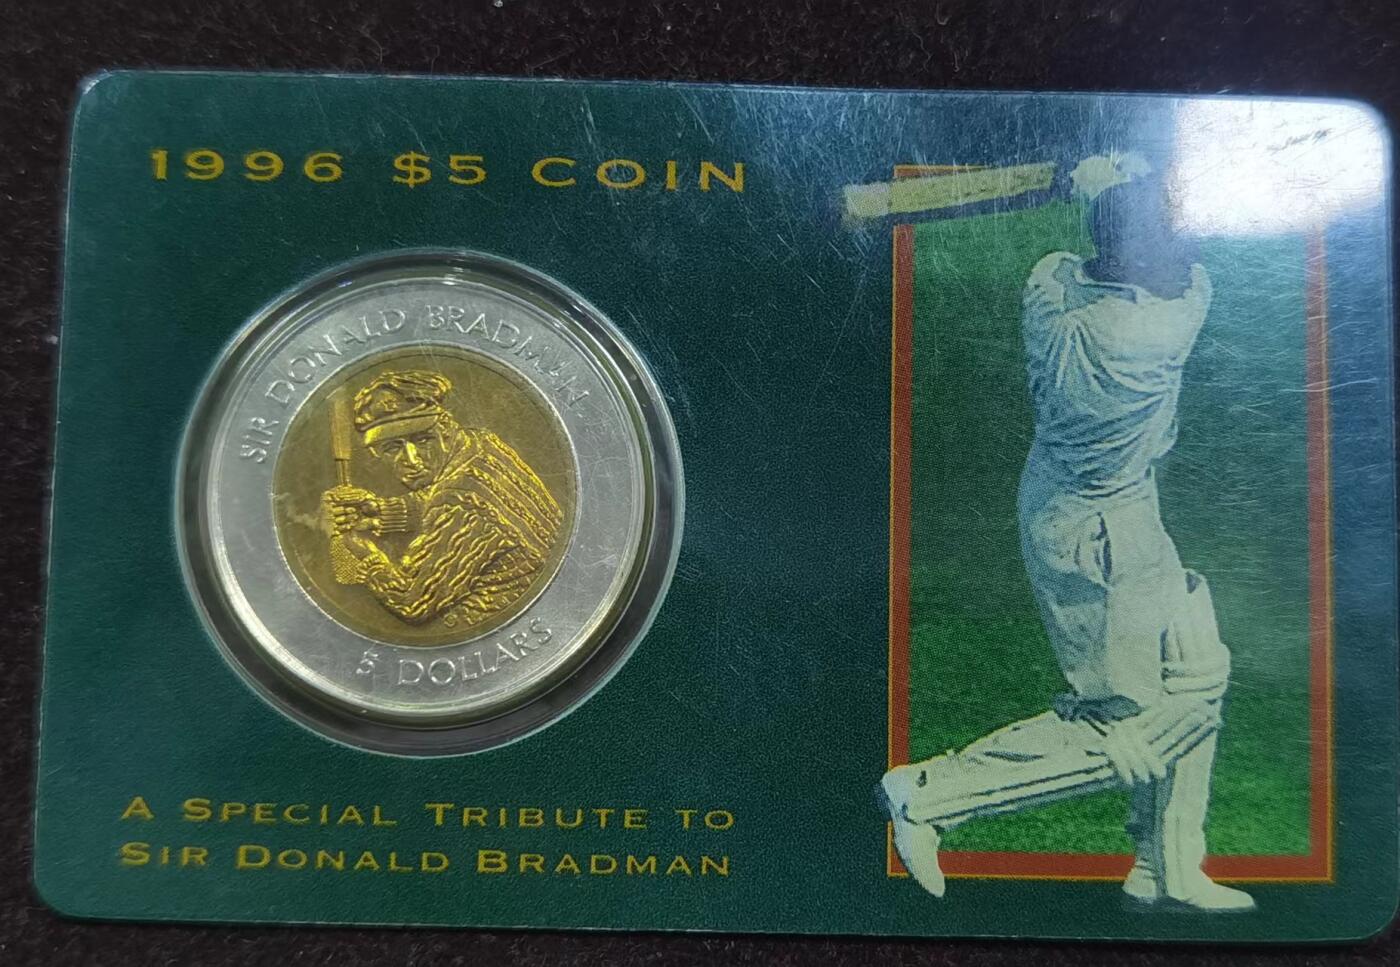 1996 $5 COIN
SIR DONALD BRADMAN
5 DOLLARS
A SPECIAL TRIBUTE TO
SIR DONALD BRADMAN